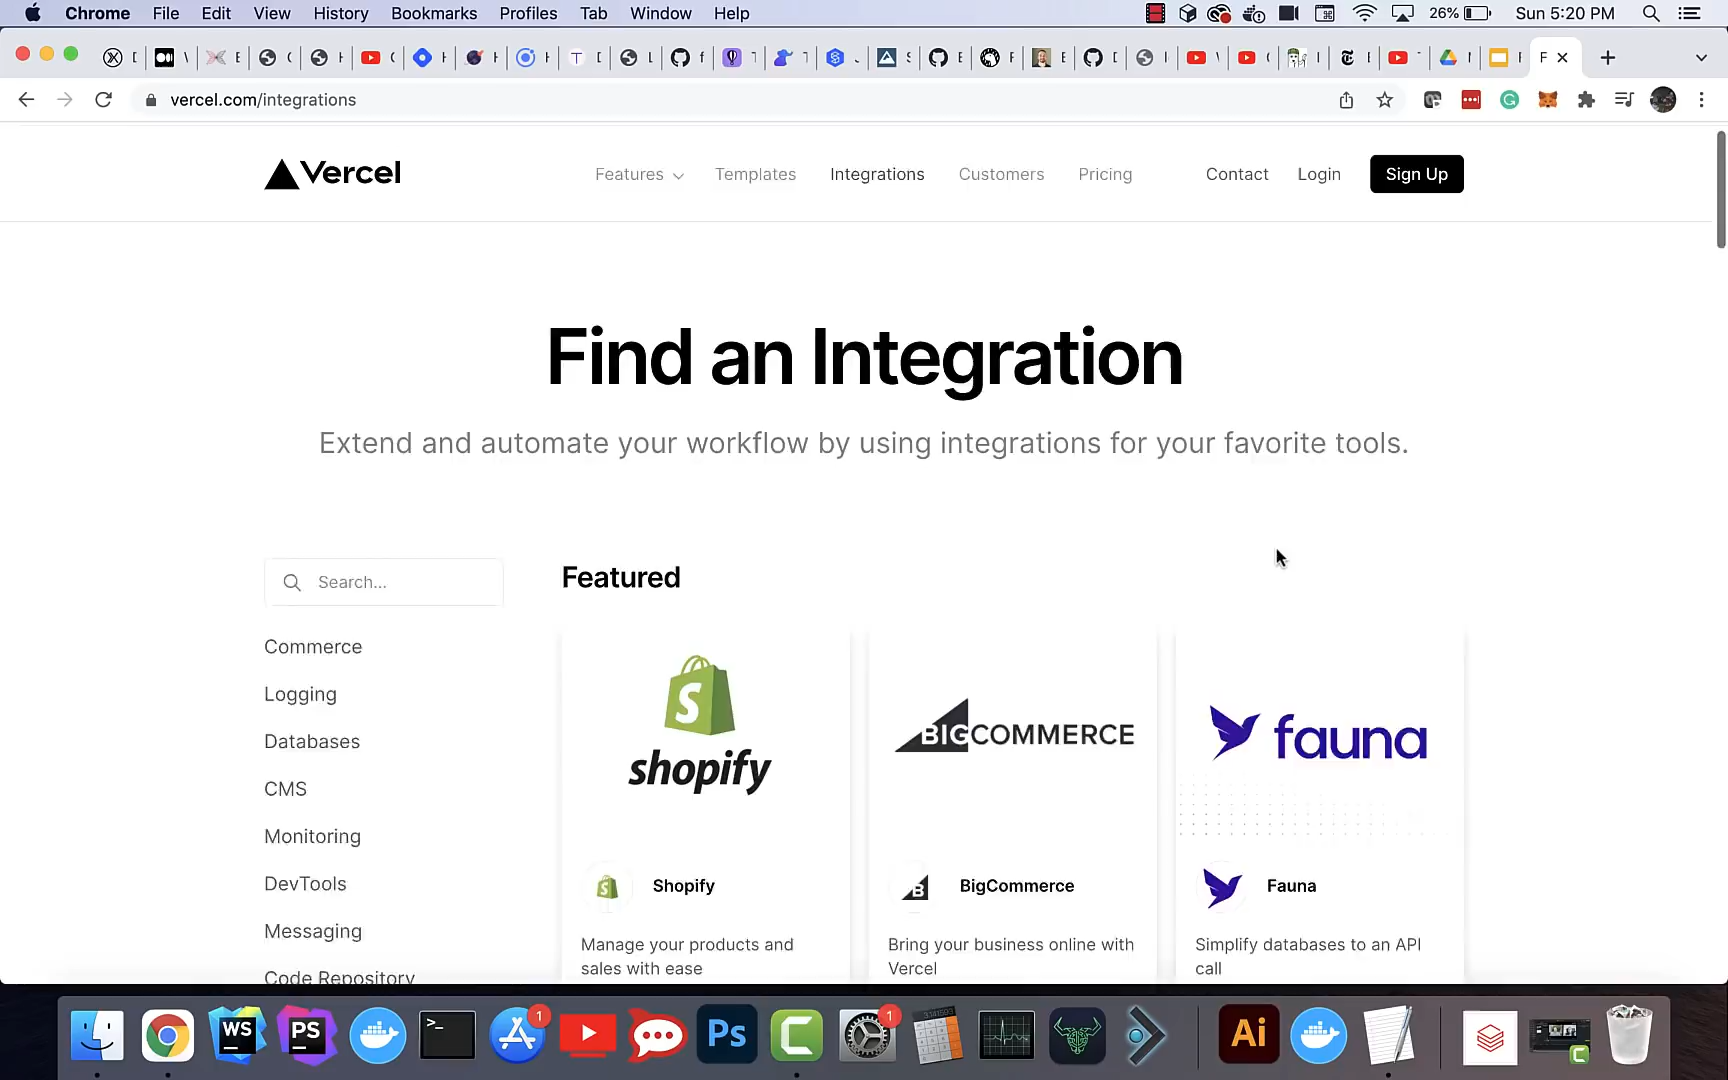 Chrome File Edit View History Bookmarks Profiles Tab Window Help 26% Sun 5:20 PM
F
vercel.com/integrations
Vercel Features Templates Integrations Customers Pricing Contact Login Sign Up
Find an Integration
Extend and automate your workflow by using integrations for your favorite tools.
Search...
Featured
Commerce
Logging
Databases
CMS
Monitoring
DevTools
Messaging
Code Repository
shopify
BIGCOMMERCE
fauna
Shopify
Manage your products and
sales with ease
BigCommerce
Bring your business online with
Vercel
Fauna
Simplify databases to an API
call
WS
PS
1
Ps
C
1
Ai